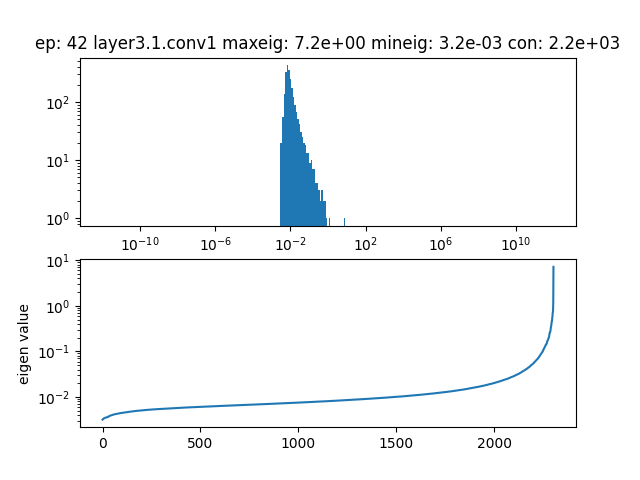 ep: 42 layer3.1.conv1 maxeig: 7.2e+00 mineig: 3.2e-03 con: 2.2e+03
10²
10¹
10⁰
10⁻¹⁰ 10⁻⁶ 10⁻² 10² 10⁶ 10¹⁰
10¹
10⁰
10⁻¹
10⁻²
eigen value
0 500 1000 1500 2000